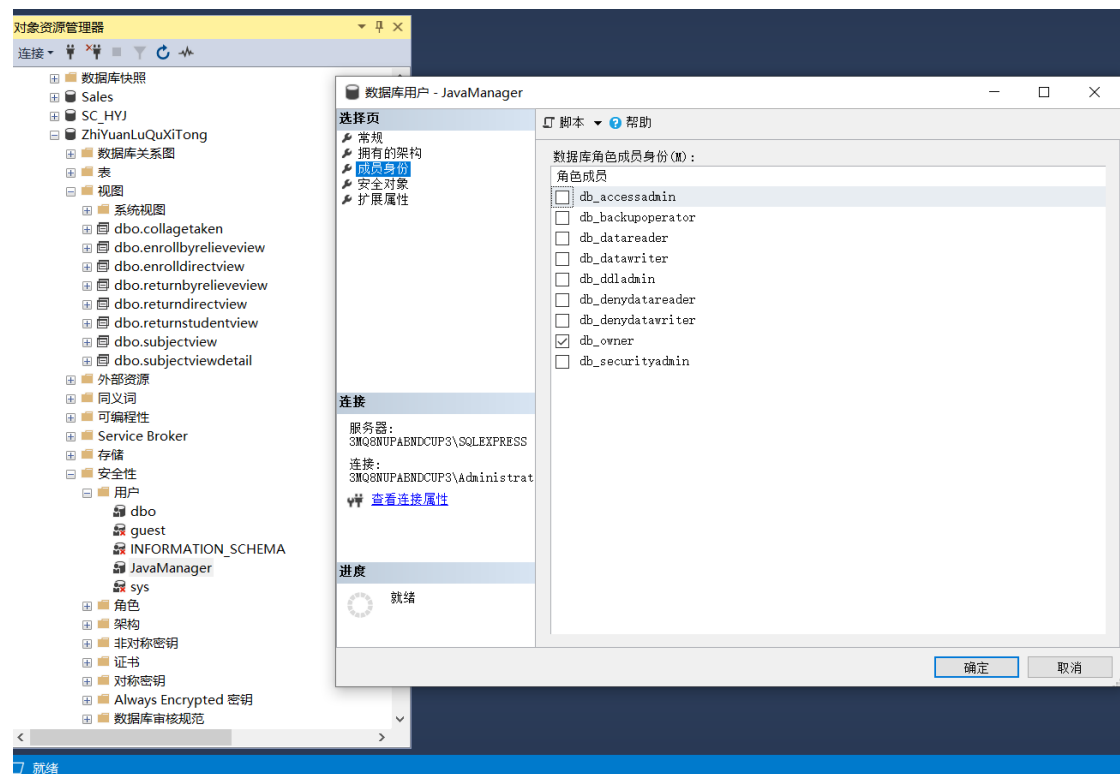 对象资源管理器
连接
数据库快照
Sales
SC_HYJ
ZhiYuanLuQuXiTong
数据库关系图
表
视图
系统视图
dbo.collagetaken
dbo.enrollbyrelieveview
dbo.enrolldirectview
dbo.returnbyrelieveview
dbo.returndirectview
dbo.returnstudentview
dbo.subjectview
dbo.subjectviewdetail
外部资源
同义词
可编程性
Service Broker
存储
安全性
用户
dbo
guest
INFORMATION_SCHEMA
JavaManager
sys
角色
架构
非对称密钥
证书
对称密钥
Always Encrypted 密钥
数据库审核规范
就绪
数据库用户 - JavaManager
选择页
常规
拥有的架构
成员身份
安全对象
扩展属性
连接
服务器:
3MQ8NUPABNDCUP3\SQLEXPRESS
连接:
3MQ8NUPABNDCUP3\Administrat
查看连接属性
进度
就绪
脚本 帮助
数据库角色成员身份(M):
角色成员
db_accessadmin
db_backupoperator
db_datareader
db_datawriter
db_ddladmin
db_denydatareader
db_denydatawriter
db_owner
db_securityadmin
确定 取消